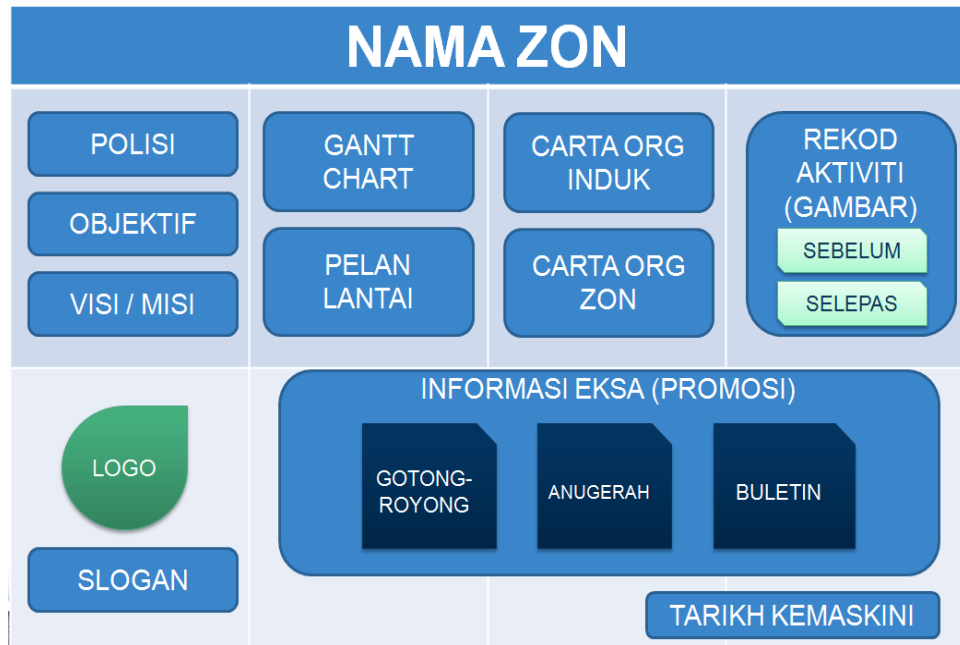 NAMA ZON
POLISI
OBJEKTIF
VISI / MISI
GANTT
CHART
PELAN
LANTAI
CARTA ORG
INDUK
CARTA ORG
ZON
REKOD
AKTIVITI
(GAMBAR)
SEBELUM
SELEPAS
LOGO
SLOGAN
INFORMASI EKSA (PROMOSI)
GOTONG-
ROYONG
ANUGERAH
BULETIN
TARIKH KEMASKINI